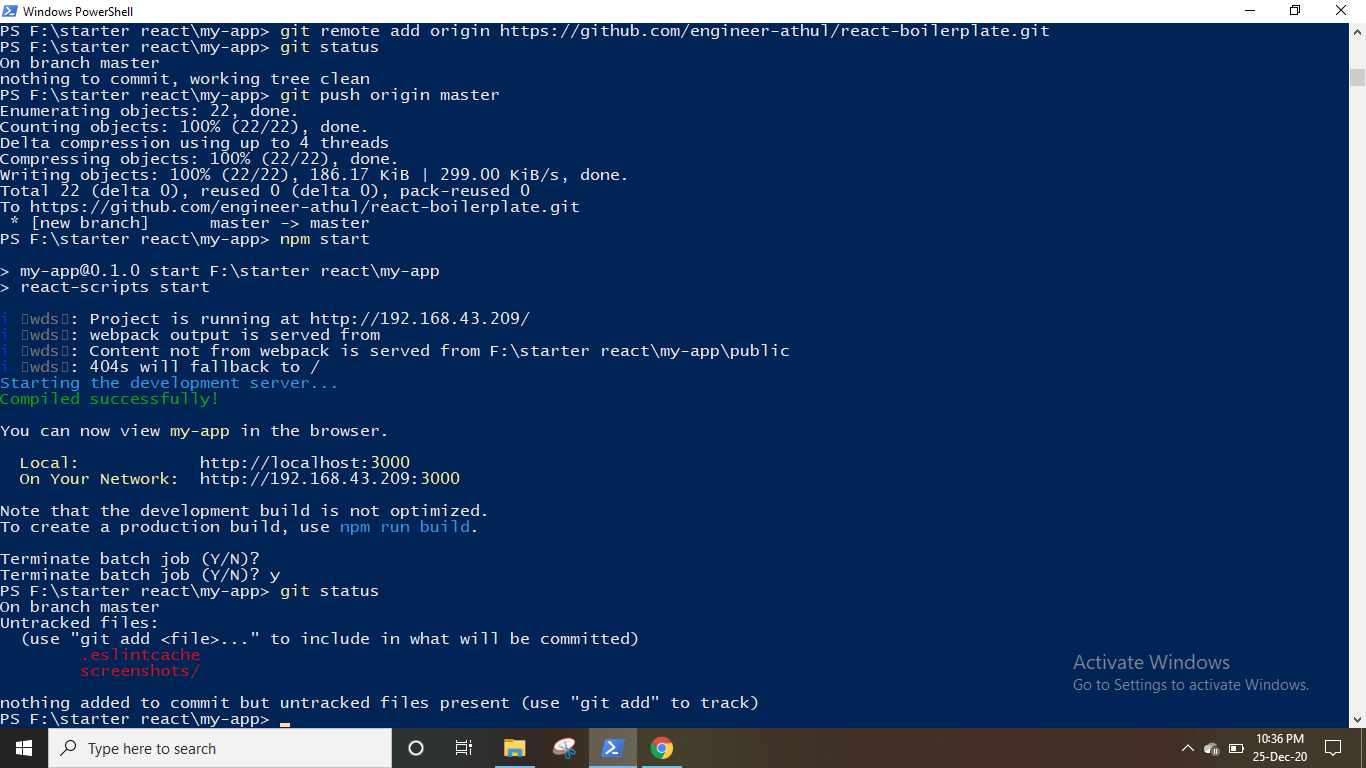 Windows PowerShell
PS F:\starter react\my-app> git remote add origin https://github.com/engineer-athul/react-boilerplate.git
PS F:\starter react\my-app> git status
On branch master
nothing to commit, working tree clean
PS F:\starter react\my-app> git push origin master
Enumerating objects: 22, done.
Counting objects: 100% (22/22), done.
Delta compression using up to 4 threads
Compressing objects: 100% (22/22), done.
Writing objects: 100% (22/22), 186.17 KiB | 299.00 KiB/s, done.
Total 22 (delta 0), reused 0 (delta 0), pack-reused 0
To https://github.com/engineer-athul/react-boilerplate.git
 * [new branch]      master -> master
PS F:\starter react\my-app> npm start
> my-app@0.1.0 start F:\starter react\my-app
> react-scripts start
i 「wds」: Project is running at http://192.168.43.209/
i 「wds」: webpack output is served from
i 「wds」: Content not from webpack is served from F:\starter react\my-app\public
i 「wds」: 404s will fallback to /
Starting the development server...
Compiled successfully!
You can now view my-app in the browser.
  Local:            http://localhost:3000
  On Your Network:  http://192.168.43.209:3000
Note that the development build is not optimized.
To create a production build, use npm run build.
Terminate batch job (Y/N)?
Terminate batch job (Y/N)? y
PS F:\starter react\my-app> git status
On branch master
Untracked files:
  (use "git add <file>..." to include in what will be committed)
        .eslintcache
        screenshots/
nothing added to commit but untracked files present (use "git add" to track)
PS F:\starter react\my-app>
Activate Windows
Go to Settings to activate Windows.
Type here to search
10:36 PM
25-Dec-20